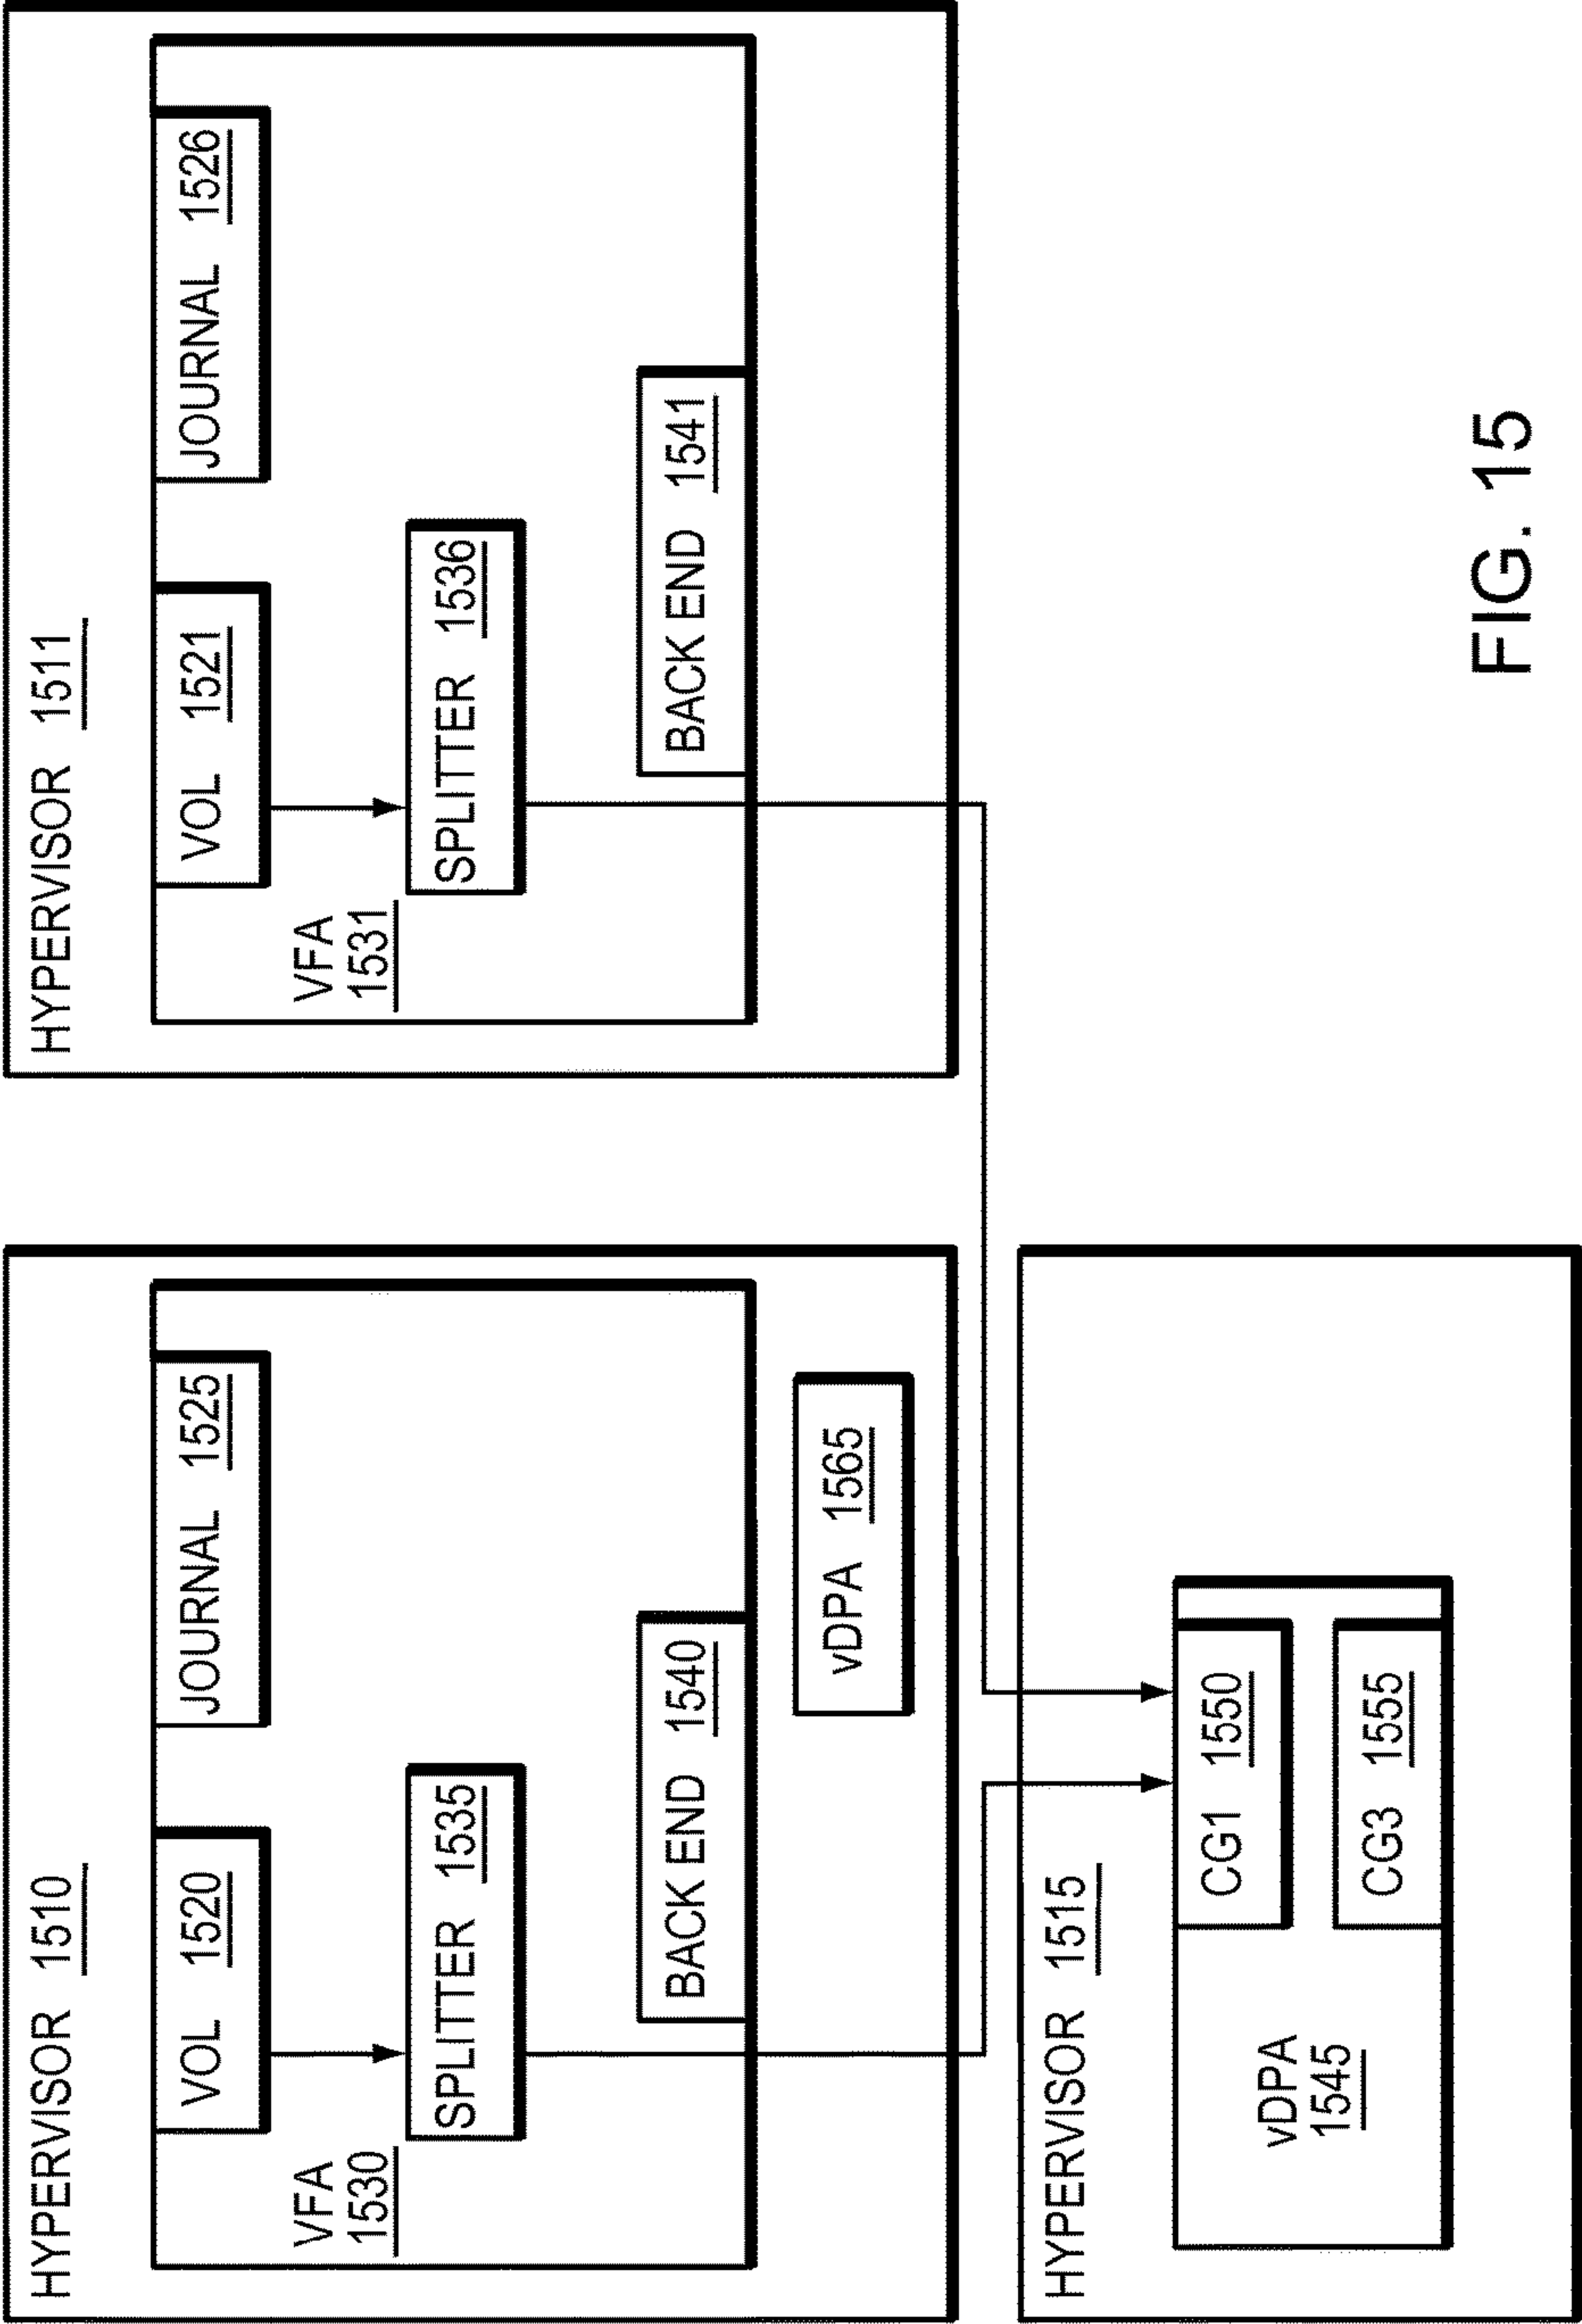 HYPERVISOR 1510
VOL 1520
JOURNAL 1525
VFA
1530
SPLITTER 1535
BACK END 1540
vDPA 1565
HYPERVISOR 1511
VOL 1521
JOURNAL 1526
VFA
1531
SPLITTER 1536
BACK END 1541
HYPERVISOR 1515
vDPA
1545
CG1 1550
CG3 1555
FIG. 15